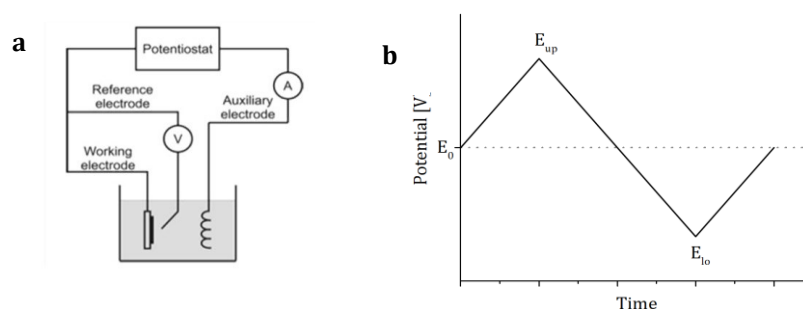 a
Potentiostat
Reference
electrode
Auxiliary
electrode
A
V
Working
electrode
b
E_up
Potential [V
E_0
E_lo
Time